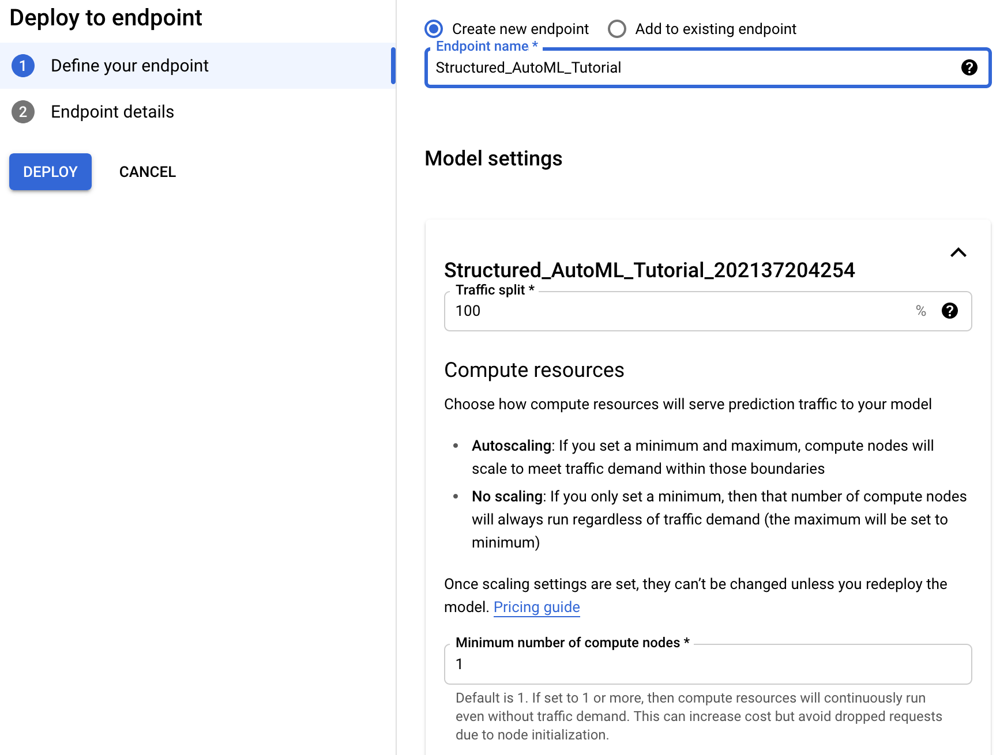 Deploy to endpoint
1 Define your endpoint
2 Endpoint details
DEPLOY CANCEL
Create new endpoint Add to existing endpoint
Endpoint name *
Structured_AutoML_Tutorial
?
Model settings
Structured_AutoML_Tutorial_202137204254
Traffic split *
100 % ?
Compute resources
Choose how compute resources will serve prediction traffic to your model
• Autoscaling: If you set a minimum and maximum, compute nodes will
scale to meet traffic demand within those boundaries
• No scaling: If you only set a minimum, then that number of compute nodes
will always run regardless of traffic demand (the maximum will be set to
minimum)
Once scaling settings are set, they can’t be changed unless you redeploy the
model. Pricing guide
Minimum number of compute nodes *
1
Default is 1. If set to 1 or more, then compute resources will continuously run
even without traffic demand. This can increase cost but avoid dropped requests
due to node initialization.